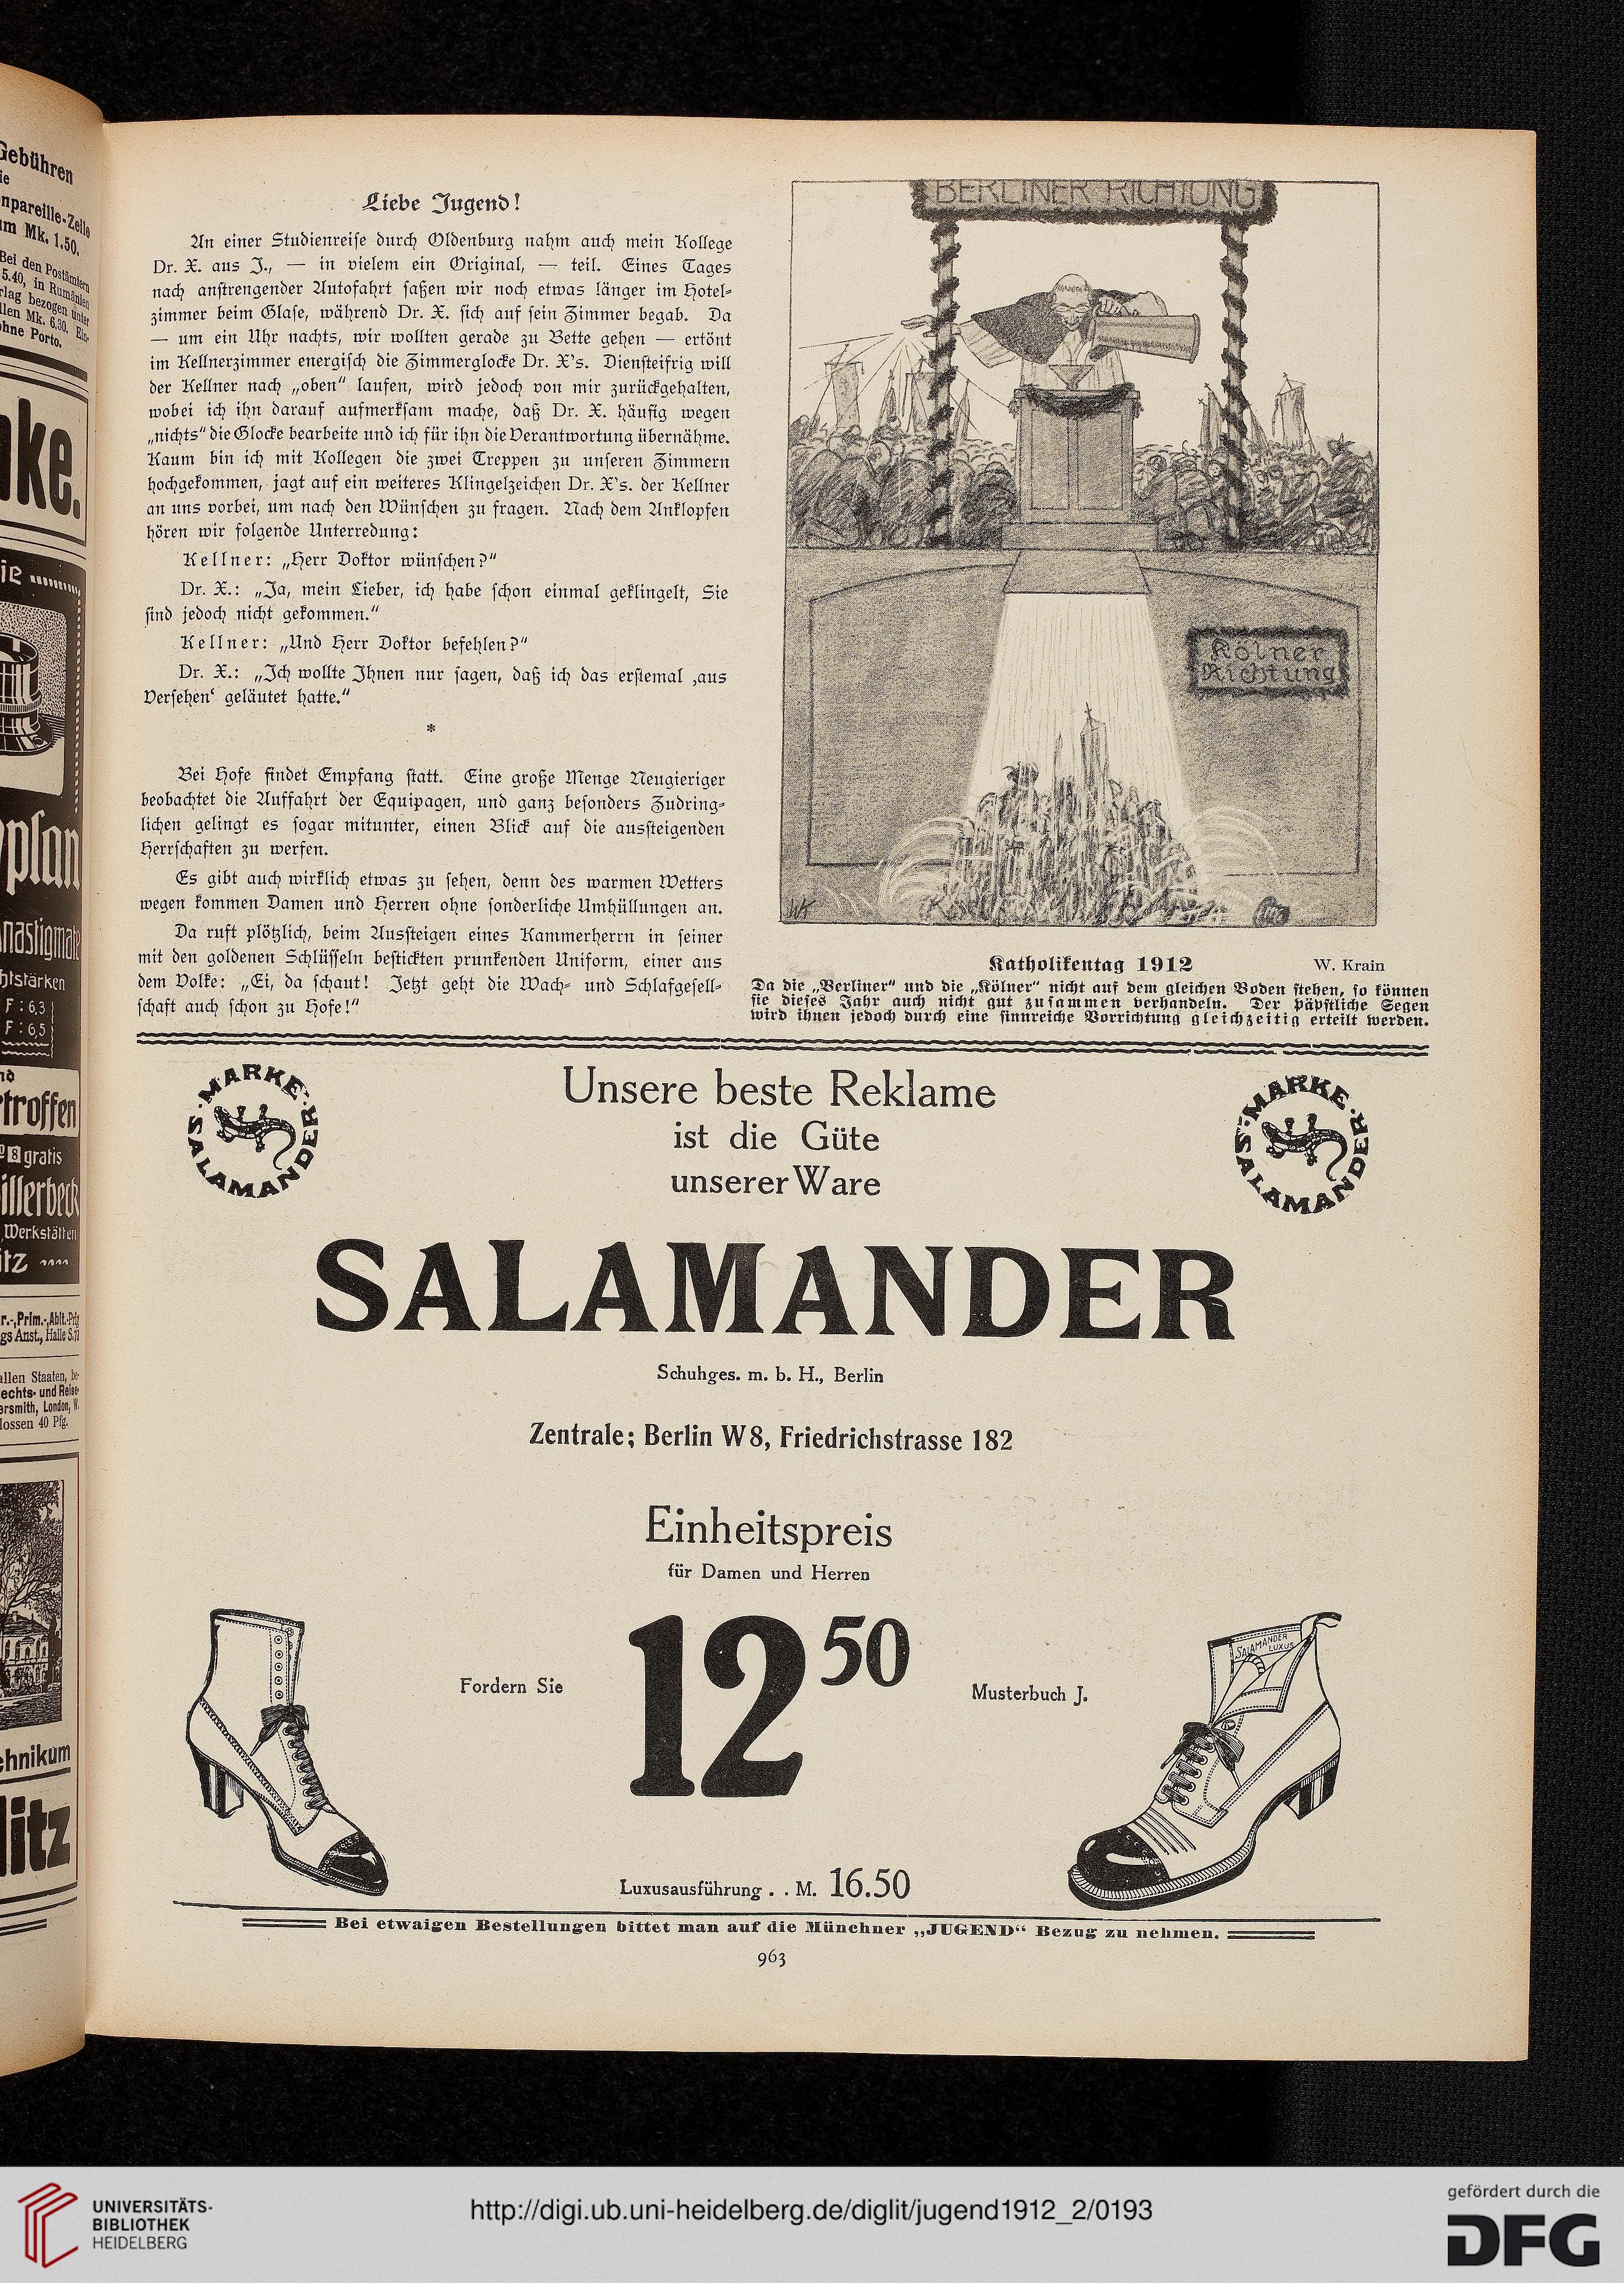 Gebühren
Mk. 1.50.
Bei den Postämtern
5.40, in Rumänien
bezogen unter
Mk. 6.30.
ohne Porto.
Liebe Jugend!
An einer Studienreise durch Oldenburg nahm auch mein Kollege
Dr. X. aus J., — in vielem ein Original, — teil. Eines Tages
nach anstrengender Autofahrt saßen wir noch etwas länger im Hotel-
zimmer beim Glase, während Dr. X. sich auf sein Zimmer begab. Da
— um ein Uhr nachts, wir wollten gerade zu Bette gehen — ertönt
im Kellnerzimmer energisch die Zimmerglocke Dr. X's. Diensteifrig will
der Kellner nach „oben“ laufen, wird jedoch von mir zurückgehalten,
wobei ich ihn darauf aufmerksam mache, daß Dr. X. häufig wegen
„nichts“ die Glocke bearbeite und ich für ihn die Verantwortung übernähme.
Kaum bin ich mit Kollegen die zwei Treppen zu unseren Zimmern
hochgekommen, jagt auf ein weiteres Klingelzeichen Dr. X's. der Kellner
an uns vorbei, um nach den Wünschen zu fragen. Nach dem Anklopfen
hören wir folgende Unterredung:
Kellner: „Herr Doktor wünschen?“
Dr. X.: „Ja, mein Lieber, ich habe schon einmal geklingelt, Sie
sind jedoch nicht gekommen.“
Kellner: „Und Herr Doktor befehlen?“
Dr. X.: „Ich wollte Ihnen nur sagen, daß ich das erstemal ‚aus
Versehen‘ geläutet hatte.“
*
Bei Hofe findet Empfang statt. Eine große Menge Neugieriger
beobachtet die Auffahrt der Equipagen, und ganz besonders Zudring-
lichen gelingt es sogar mitunter, einen Blick auf die aussteigenden
Herrschaften zu werfen.
Es gibt auch wirklich etwas zu sehen, denn des warmen Wetters
wegen kommen Damen und Herren ohne sonderliche Umhüllungen an.
Da ruft plötzlich, beim Aussteigen eines Kammerherrn in seiner
mit den goldenen Schlüsseln bestickten prunkenden Uniform, einer aus
dem Volke: „Ei, da schaut! Jetzt geht die Wach- und Schlafgesell-
schaft auch schon zu Hofe!“
BERLINER RICHTUNG
Kölner
Richtung
WK
Katholikentag 1912
W. Krain
Da die „Berliner“ und die „Kölner“ nicht auf dem gleichen Boden stehen, so können
sie dieses Jahr auch nicht gut zusammen verhandeln. Der päpstliche Segen
wird ihnen jedoch durch eine sinnreiche Vorrichtung gleichzeitig erteilt werden.
MARKE SALAMANDER
Unsere beste Reklame
ist die Güte
unserer Ware
MARKE SALAMANDER
SALAMANDER
Schuhges. m. b. H., Berlin
Zentrale; Berlin W8, Friedrichstrasse 182
Einheitspreis
für Damen und Herren
Fordern Sie
12 50
Musterbuch J.
SALAMANDER
LUXUS
Luxusausführung . . M. 16.50
Bei etwaigen Bestellungen bittet man auf die Münchner „JUGEND“ Bezug zu nehmen.
963
UNIVERSITÄTS-
BIBLIOTHEK
HEIDELBERG
http://digi.ub.uni-heidelberg.de/diglit/jugend1912_2/0193
gefördert durch die
DFG